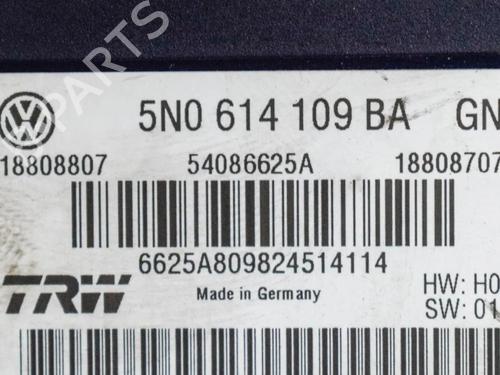 PARTS
5N0 614 109 BA GN
18808807 54086625A 18808707
6625A809824514114
TRW Made in Germany HW: H0
SW: 01